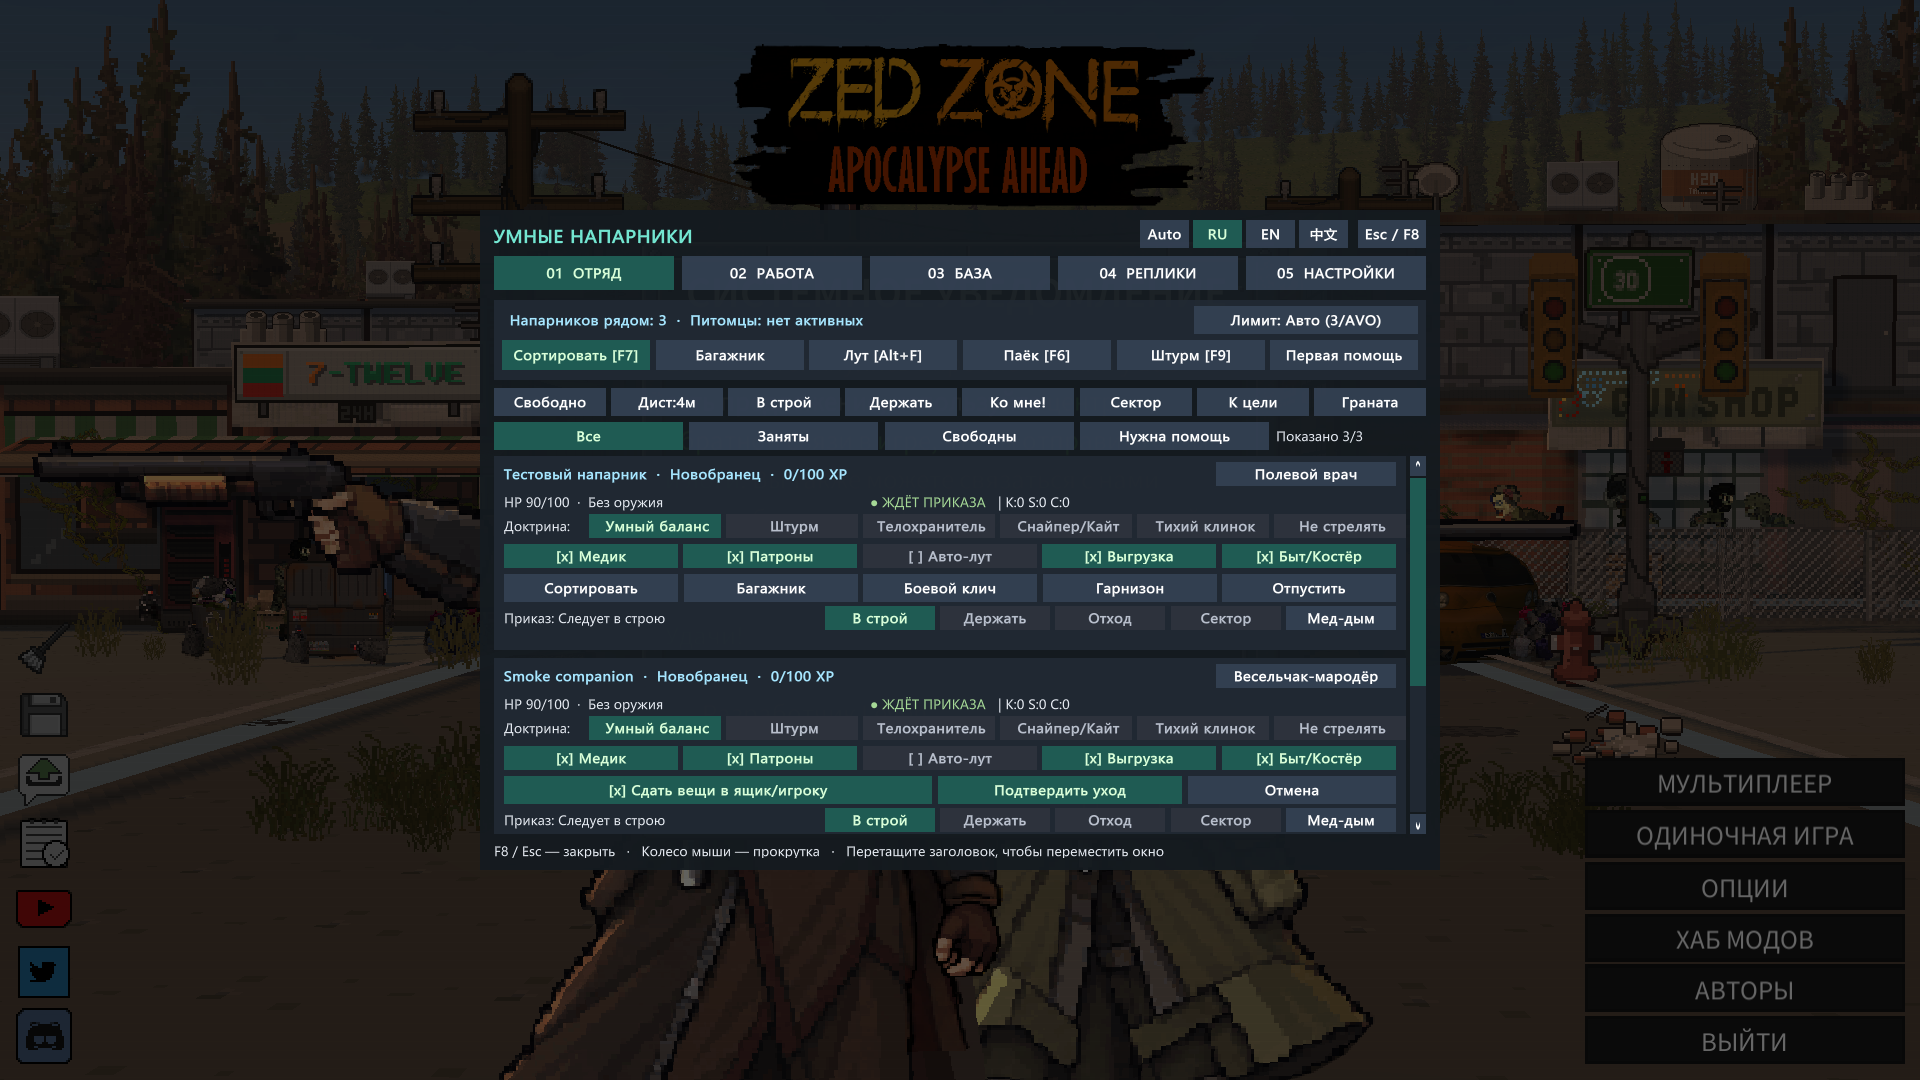 ZED ZONE
APOCALYPSE AHEAD
H2O
30
7-TWELVE
24H
GUN SHOP
УМНЫЕ НАПАРНИКИ
Auto RU EN 中文 Esc / F8
01 ОТРЯД 02 РАБОТА 03 БАЗА 04 РЕПЛИКИ 05 НАСТРОЙКИ
Напарников рядом: 3 · Питомцы: нет активных Лимит: Авто (3/AVO)
Сортировать [F7] Багажник Лут [Alt+F] Паёк [F6] Штурм [F9] Первая помощь
Свободно Дист:4м В строй Держать Ко мне! Сектор К цели Граната
Все Заняты Свободны Нужна помощь Показано 3/3
Тестовый напарник · Новобранец · 0/100 XP Полевой врач
HP 90/100 · Без оружия ● ЖДЁТ ПРИКАЗА | K:0 S:0 C:0
Доктрина: Умный баланс Штурм Телохранитель Снайпер/Кайт Тихий клинок Не стрелять
[x] Медик [x] Патроны [ ] Авто-лут [x] Выгрузка [x] Быт/Костёр
Сортировать Багажник Боевой клич Гарнизон Отпустить
Приказ: Следует в строю В строй Держать Отход Сектор Мед-дым
Smoke companion · Новобранец · 0/100 XP Весельчак-мародёр
HP 90/100 · Без оружия ● ЖДЁТ ПРИКАЗА | K:0 S:0 C:0
Доктрина: Умный баланс Штурм Телохранитель Снайпер/Кайт Тихий клинок Не стрелять
[x] Медик [x] Патроны [ ] Авто-лут [x] Выгрузка [x] Быт/Костёр
[x] Сдать вещи в ящик/игроку Подтвердить уход Отмена
Приказ: Следует в строю В строй Держать Отход Сектор Мед-дым
F8 / Esc — закрыть · Колесо мыши — прокрутка · Перетащите заголовок, чтобы переместить окно
МУЛЬТИПЛЕЕР
ОДИНОЧНАЯ ИГРА
ОПЦИИ
ХАБ МОДОВ
АВТОРЫ
ВЫЙТИ